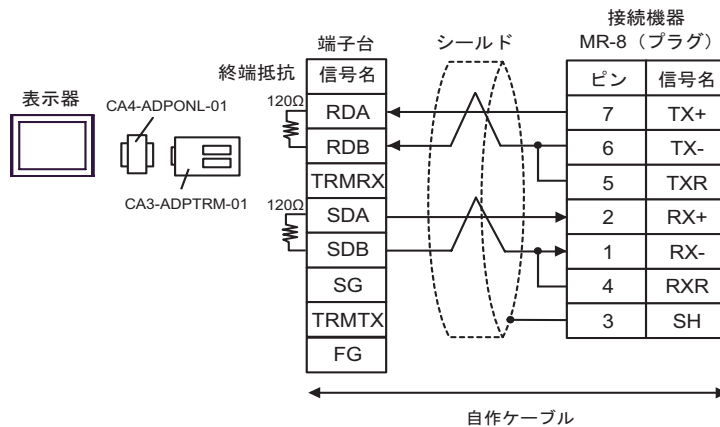 接続機器
MR-8（プラグ）
端子台
シールド
終端抵抗
信号名
ピン
信号名
表示器
CA4-ADPONL-01
CA3-ADPTRM-01
120Ω
RDA
7
TX+
RDB
6
TX-
TRMRX
5
TXR
120Ω
SDA
2
RX+
SDB
1
RX-
SG
4
RXR
TRMTX
3
SH
FG
自作ケーブル